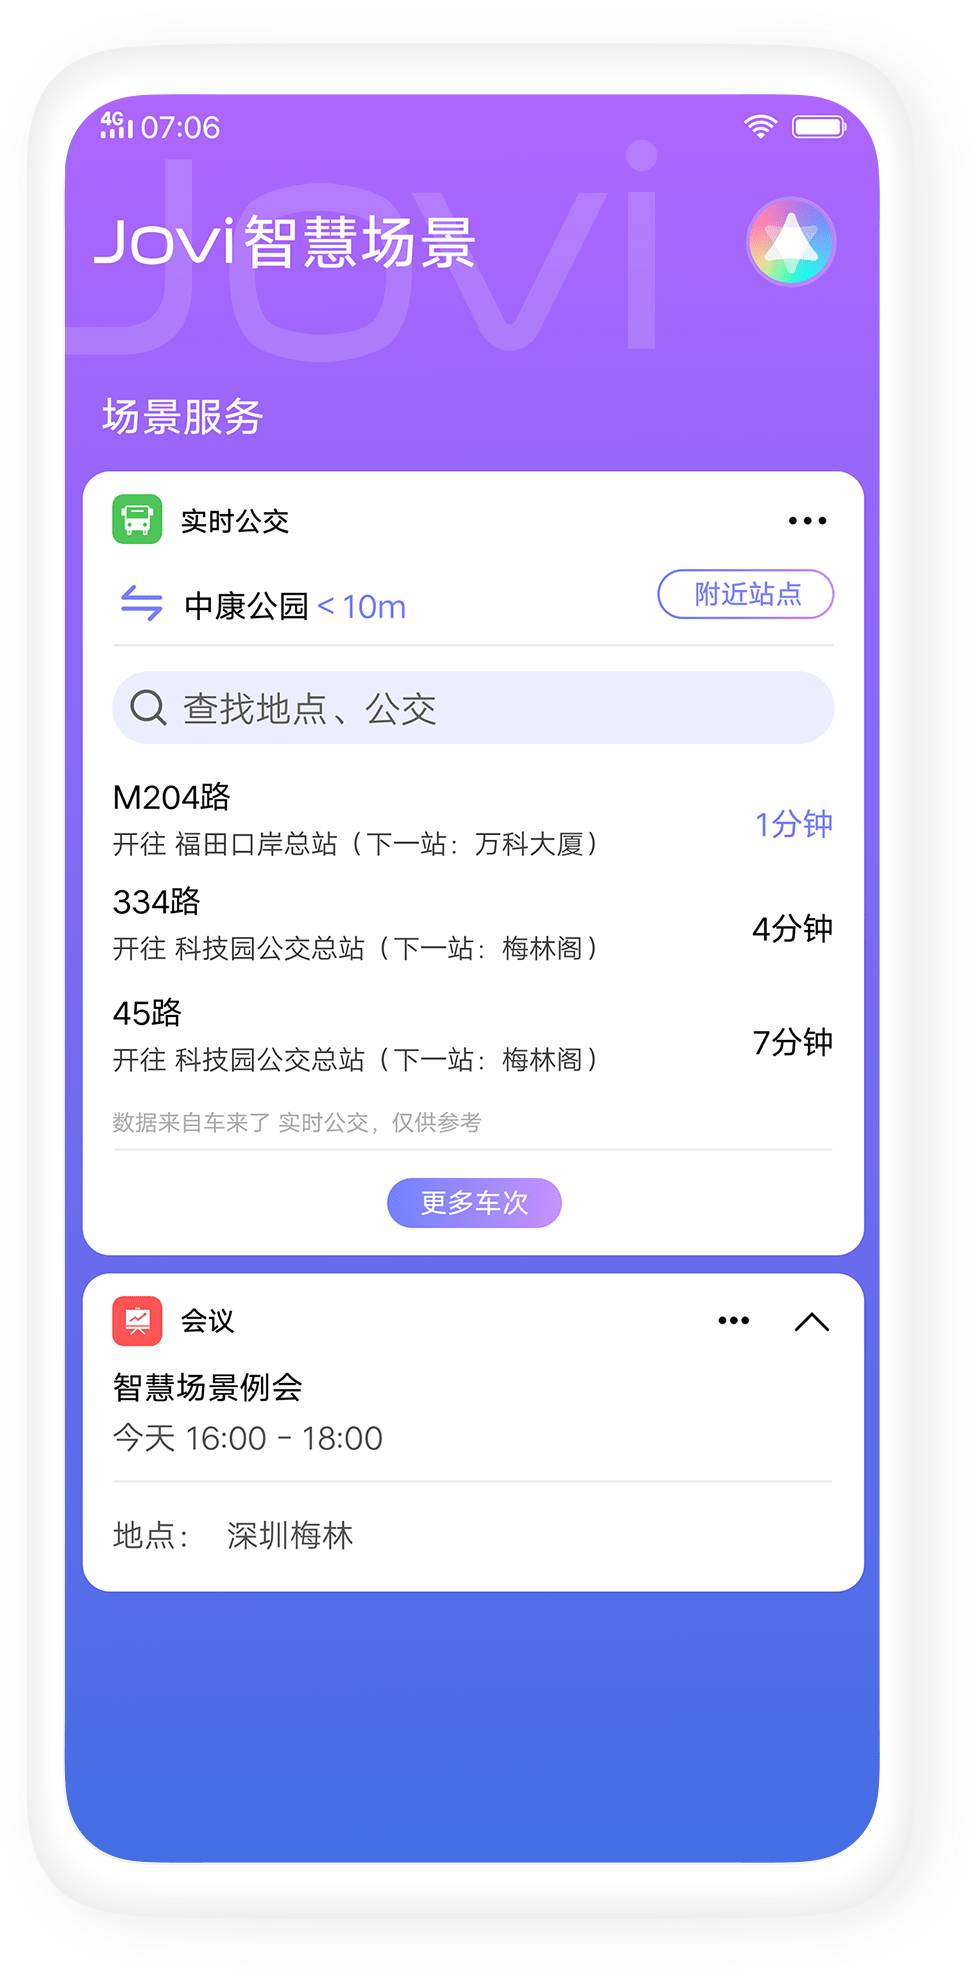 4G 07:06
Jovi
Jovi智慧场景
场景服务
实时公交
中康公园 < 10m
附近站点
查找地点、公交
M204路
开往 福田口岸总站（下一站：万科大厦）
1分钟
334路
开往 科技园公交总站（下一站：梅林阁）
4分钟
45路
开往 科技园公交总站（下一站：梅林阁）
7分钟
数据来自车来了 实时公交，仅供参考
更多车次
会议
智慧场景例会
今天 16:00 - 18:00
地点： 深圳梅林